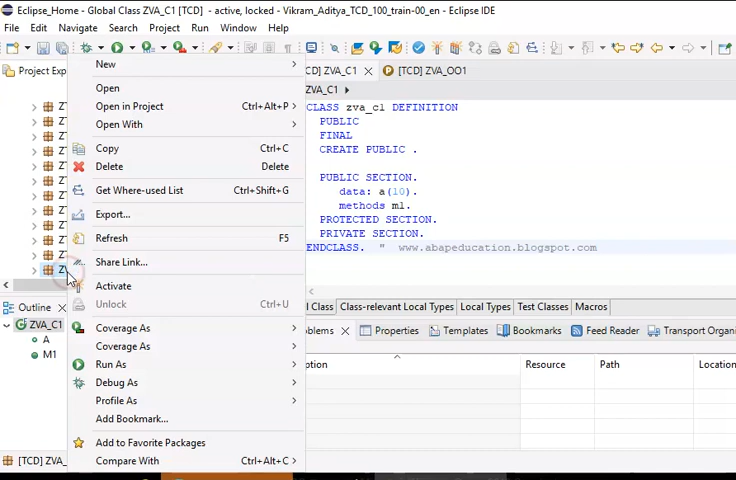 Eclipse_Home - Global Class ZVA_C1 [TCD] - active, locked - Vikram_Aditya_TCD_100_train-00_en - Eclipse IDE
File Edit Navigate Search Project Run Window Help
Project Exp
CD] ZVA_C1 [TCD] ZVA_OO1
ZVA_C1
New
Open
Open in Project Ctrl+Alt+P
Open With
Copy Ctrl+C
Delete Delete
Get Where-used List Ctrl+Shift+G
Export...
Refresh F5
Share Link...
Activate
Unlock Ctrl+U
Coverage As
Coverage As
Run As
Debug As
Profile As
Add Bookmark...
Add to Favorite Packages
Compare With Ctrl+Alt+C
CLASS zva_c1 DEFINITION
PUBLIC
FINAL
CREATE PUBLIC .
PUBLIC SECTION.
data: a(10).
methods m1.
PROTECTED SECTION.
PRIVATE SECTION.
ENDCLASS. " www.abapeducation.blogspot.com
l Class Class-relevant Local Types Local Types Test Classes Macros
oblems Properties Templates Bookmarks Feed Reader Transport Organi
ption Resource Path Location
Outline
ZVA_C1
A
M1
[TCD] ZVA_